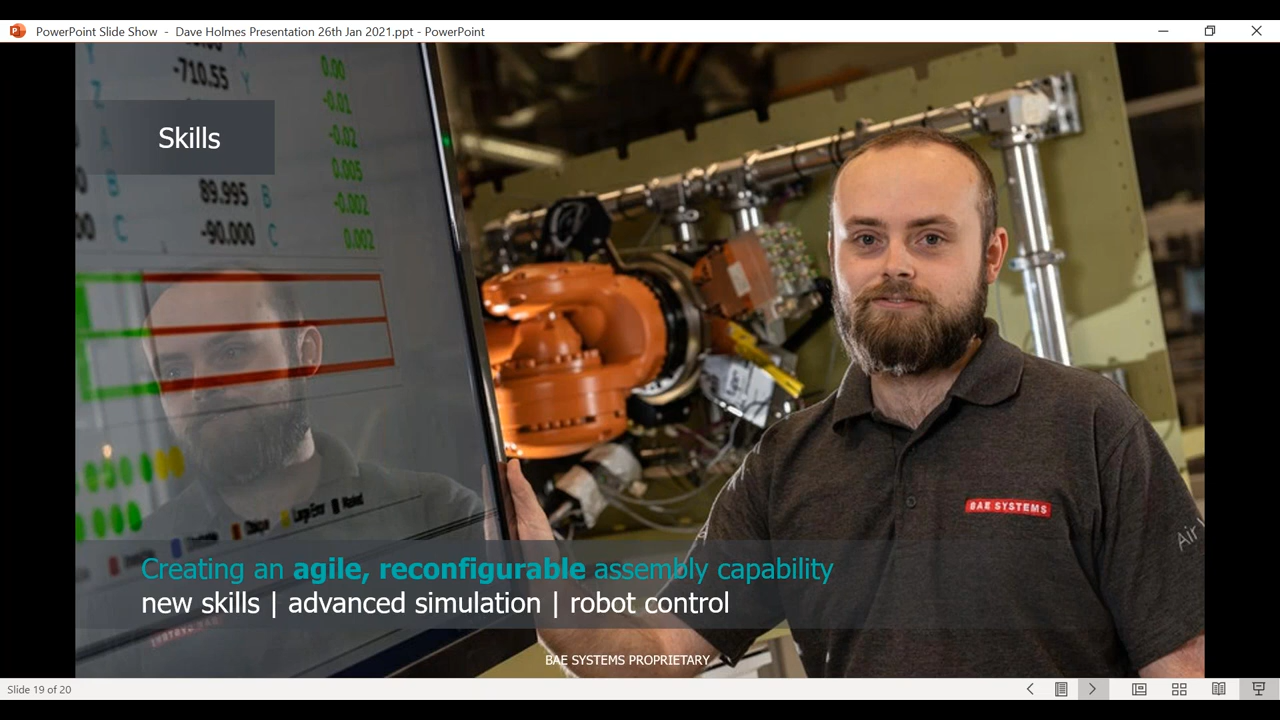 PowerPoint Slide Show - Dave Holmes Presentation 26th Jan 2021.ppt - PowerPoint
Skills
Y
-710.55 X
Y
0.00
Z
-0.01
A
-0.02
0.005
B
89.995 B
-0.002
C
-90.000 C
0.002
BAE SYSTEMS
Air
Creating an agile, reconfigurable assembly capability
new skills | advanced simulation | robot control
BAE SYSTEMS PROPRIETARY
Slide 19 of 20